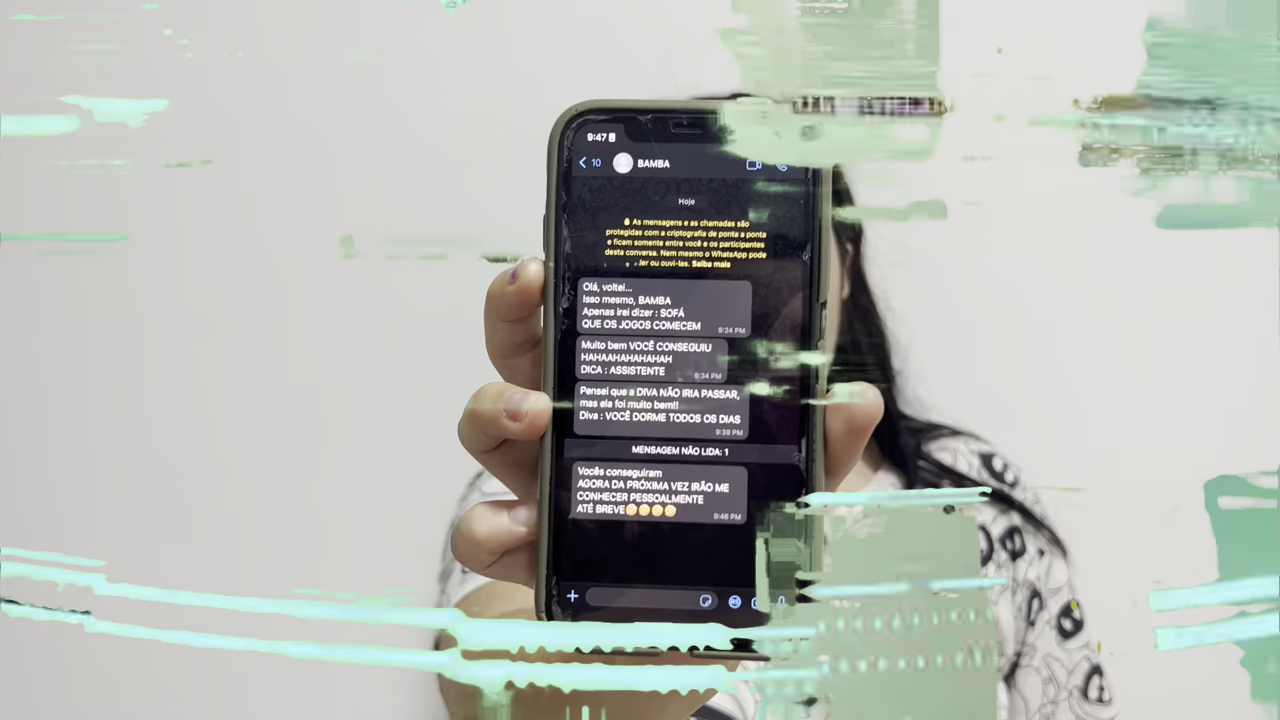 9:47
10 BAMBA
Hoje
As mensagens e as chamadas são
protegidas com a criptografia de ponta a ponta
e ficam somente entre você e os participantes
desta conversa. Nem mesmo o WhatsApp pode
ler ou ouvi-las. Saiba mais
Olá, voltei...
Isso mesmo, BAMBA
Apenas irei dizer : SOFÁ
QUE OS JOGOS COMECEM
9:24 PM
Muito bem VOCÊ CONSEGUIU
HAHAAHAHAHAHAH
DICA : ASSISTENTE
9:34 PM
Pensei que a DIVA NÃO IRIA PASSAR,
mas ela foi muito bem!!
Diva : VOCÊ DORME TODOS OS DIAS
9:39 PM
MENSAGEM NÃO LIDA: 1
Vocês conseguiram
AGORA DA PRÓXIMA VEZ IRÃO ME
CONHECER PESSOALMENTE
ATÉ BREVE
9:46 PM